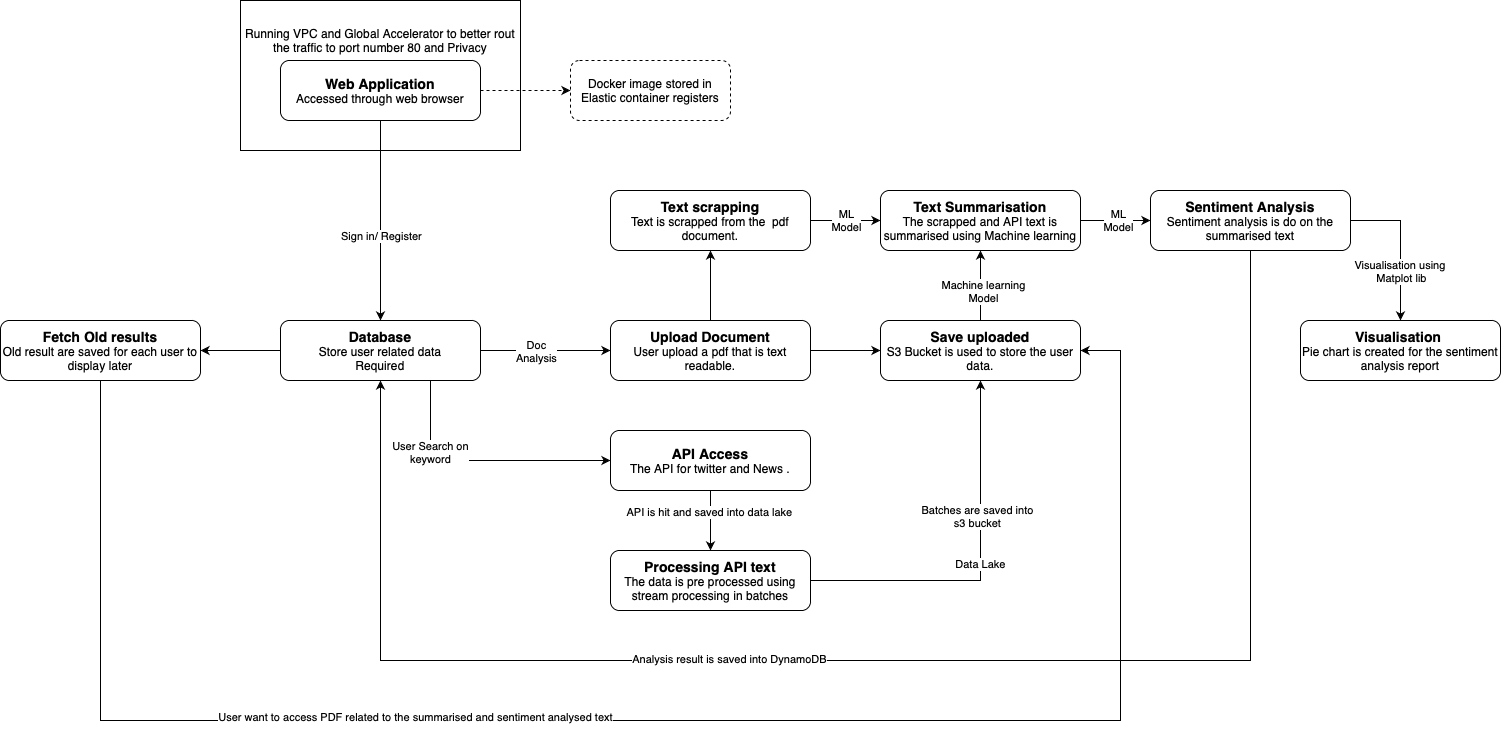 Running VPC and Global Accelerator to better rout
the traffic to port number 80 and Privacy
Web Application
Accessed through web browser
Docker image stored in
Elastic container registers
Sign in/ Register
Text scrapping
Text is scrapped from the pdf
document.
ML
Model
Text Summarisation
The scrapped and API text is
summarised using Machine learning
ML
Model
Sentiment Analysis
Sentiment analysis is do on the
summarised text
Visualisation using
Matplot lib
Machine learning
Model
Fetch Old results
Old result are saved for each user to
display later
Database
Store user related data
Required
Doc
Analysis
Upload Document
User upload a pdf that is text
readable.
Save uploaded
S3 Bucket is used to store the user
data.
Visualisation
Pie chart is created for the sentiment
analysis report
User Search on
keyword
API Access
The API for twitter and News .
API is hit and saved into data lake
Batches are saved into
s3 bucket
Data Lake
Processing API text
The data is pre processed using
stream processing in batches
Analysis result is saved into DynamoDB
User want to access PDF related to the summarised and sentiment analysed text